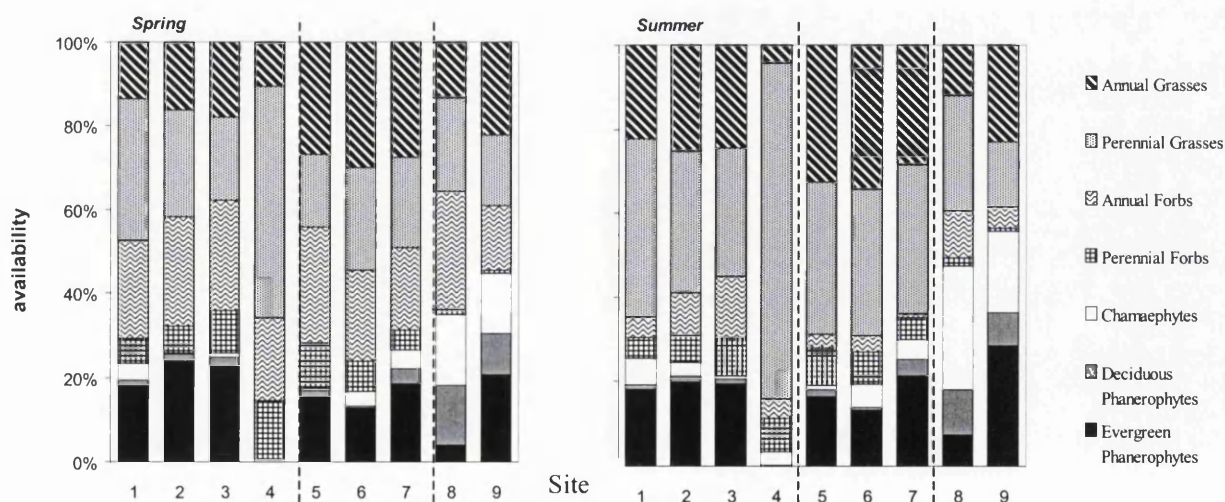 Spring
Summer
100%
80%
60%
40%
20%
0%
availability
1 2 3 4 5 6 7 8 9
Site
1 2 3 4 5 6 7 8 9
Annual Grasses
Perennial Grasses
Annual Forbs
Perennial Forbs
Chamaephytes
Deciduous
Phanerophytes
Evergreen
Phanerophytes